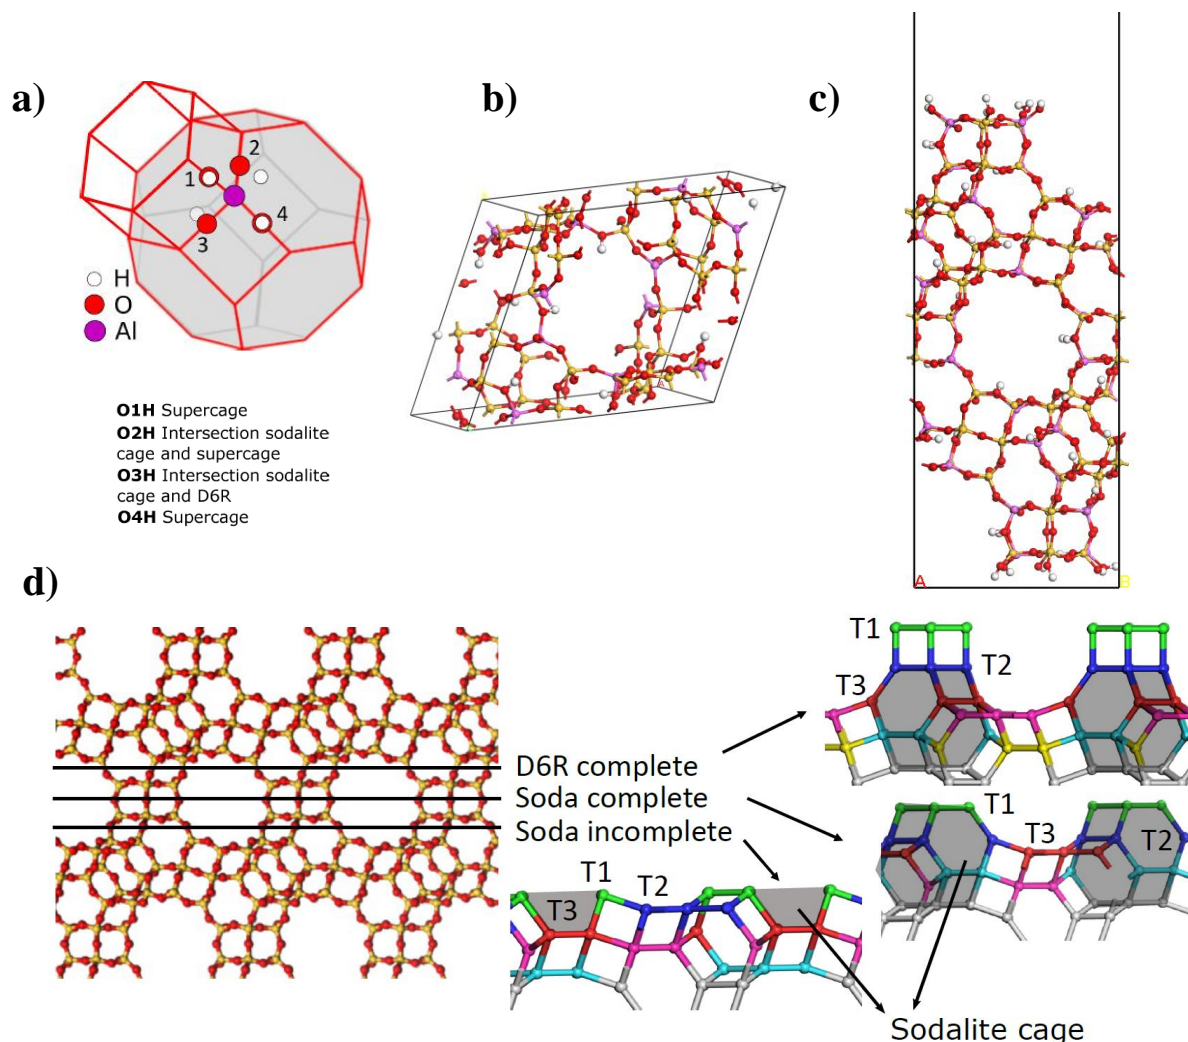 a)
b)
c)
2
1
4
3
H
O
Al
O1H Supercage
O2H Intersection sodalite
cage and supercage
O3H Intersection sodalite
cage and D6R
O4H Supercage
A
A
B
d)
D6R complete
Soda complete
Soda incomplete
T1
T2
T3
T1
T3
T2
T1
T2
T3
Sodalite cage